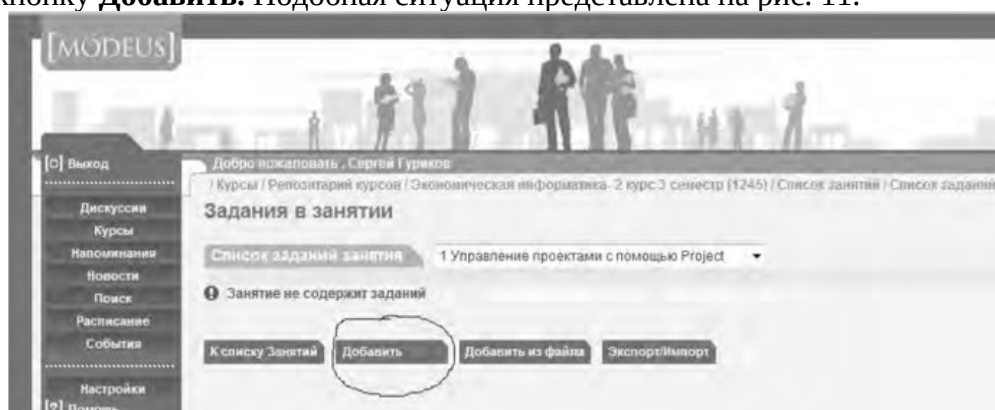 кнопку Добавить. Подобная ситуация представлена на рис. 11.
[MODEUS]
[O] Выход
Добро пожаловать , Сергей Гуриков
/ Курсы / Репозитарий курсов / Экономическая информатика- 2 курс 3 семестр (1245) / Список занятий / Список заданий
Дискуссии
Задания в занятии
Курсы
Напоминания
Список заданий занятия
1 Управление проектами с помощью Project
Новости
Поиск
Занятие не содержит заданий
Расписание
События
К списку Занятий
Добавить
Добавить из файла
Экспорт/Импорт
Настройки
[?] Помощь